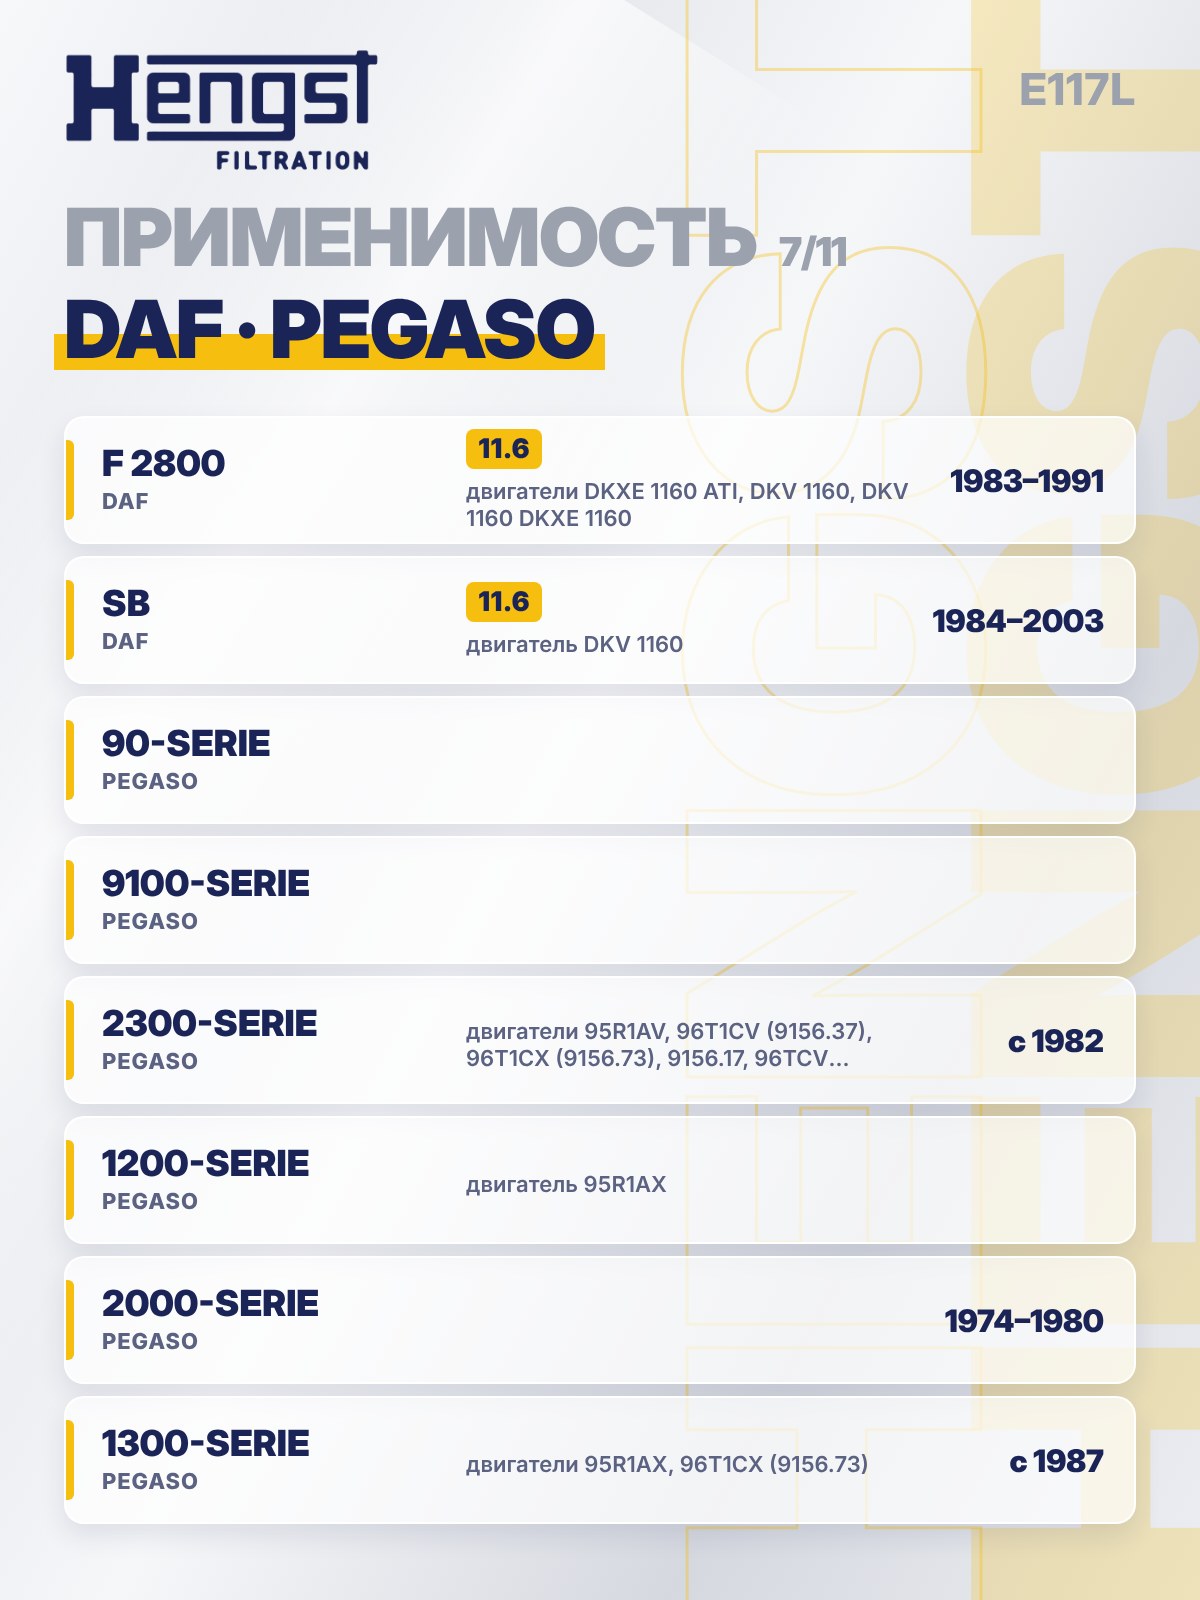 Hengst
FILTRATION
E117L
ПРИМЕНИМОСТЬ 7/11
DAF · PEGASO
F 2800
DAF
11.6
двигатели DKXE 1160 ATI, DKV 1160, DKV
1160 DKXE 1160
1983–1991
SB
DAF
11.6
двигатель DKV 1160
1984–2003
90-SERIE
PEGASO
9100-SERIE
PEGASO
2300-SERIE
PEGASO
двигатели 95R1AV, 96T1CV (9156.37),
96T1CX (9156.73), 9156.17, 96TCV...
с 1982
1200-SERIE
PEGASO
двигатель 95R1AX
2000-SERIE
PEGASO
1974–1980
1300-SERIE
PEGASO
двигатели 95R1AX, 96T1CX (9156.73)
с 1987
HENGST
HENGST